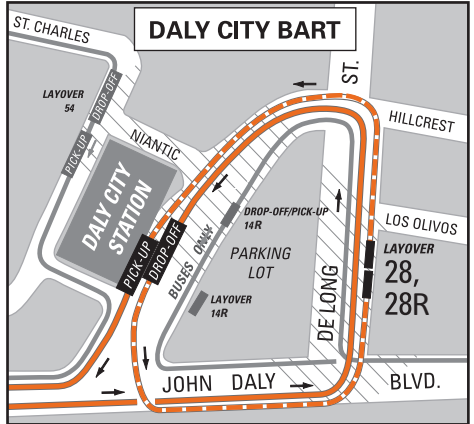 DALY CITY BART
ST. CHARLES
ST.
LAYOVER
54
DROP-OFF
PICK-UP
NIANTIC
HILLCREST
DALY CITY
STATION
DROP-OFF/PICK-UP
14R
LOS OLIVOS
PICK-UP
DROP-OFF
BUSES ONLY
PARKING
LOT
LAYOVER
28,
28R
LAYOVER
14R
DE LONG
JOHN DALY
BLVD.